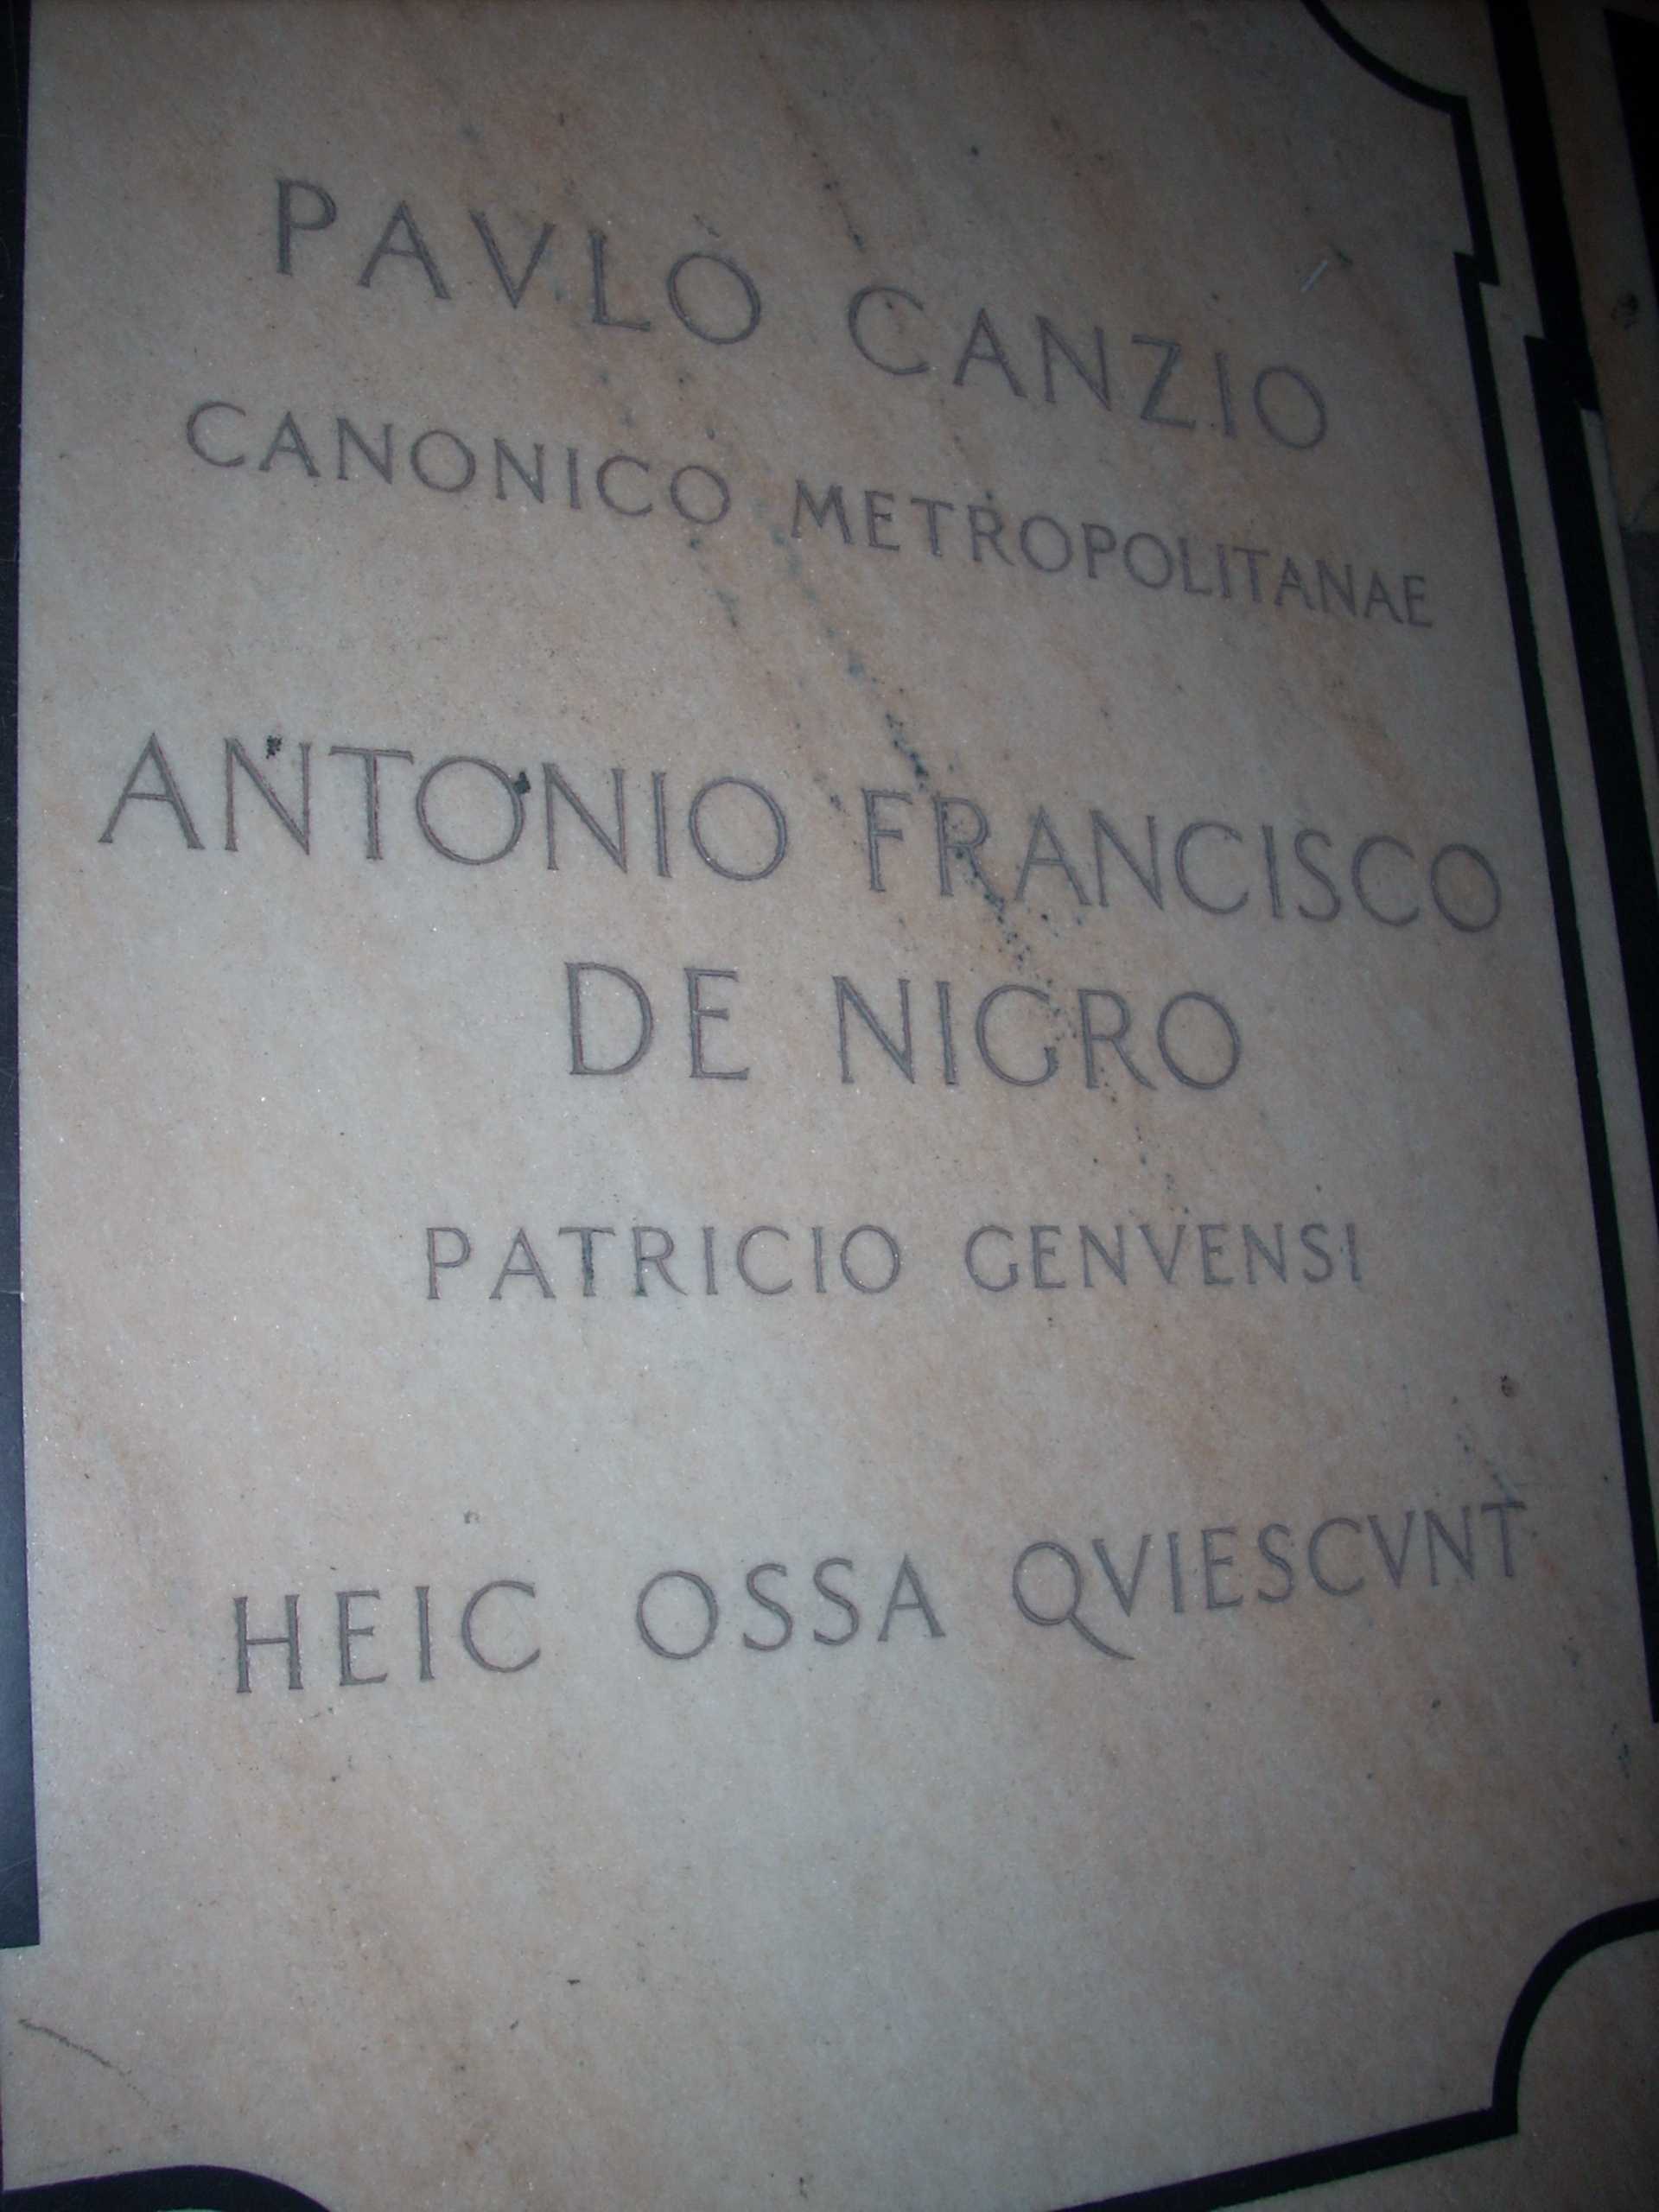 PAVLO CANZIO
CANONICO METROPOLITANAE
ANTONIO FRANCISCO
DE NIGRO
PATRICIO GENVENSI
HEIC OSSA QVIESCVNT